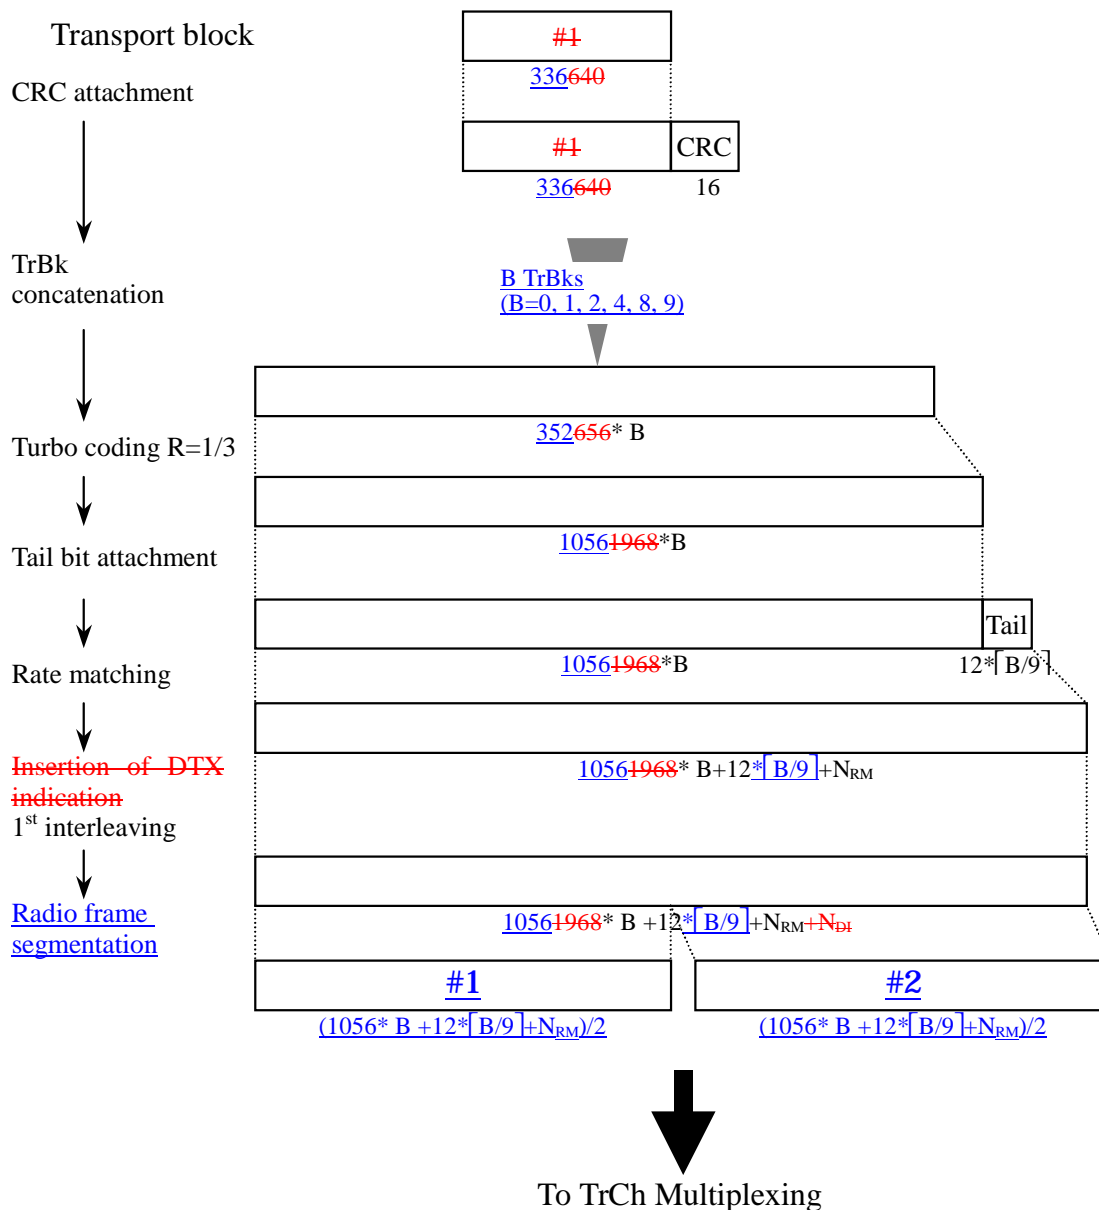 Transport block
#1
336640
CRC attachment
#1 CRC
336640 16
TrBk
concatenation
B TrBks
(B=0, 1, 2, 4, 8, 9)
352656* B
Turbo coding R=1/3
10561968*B
Tail bit attachment
Tail
10561968*B 12*⌈B/9⌉
Rate matching
Insertion of DTX
indication
10561968* B+12*⌈B/9⌉+NRM
1st interleaving
Radio frame
segmentation
10561968* B +12*⌈B/9⌉+NRM+NDI
#1 #2
(1056* B +12*⌈B/9⌉+NRM)/2 (1056* B +12*⌈B/9⌉+NRM)/2
To TrCh Multiplexing